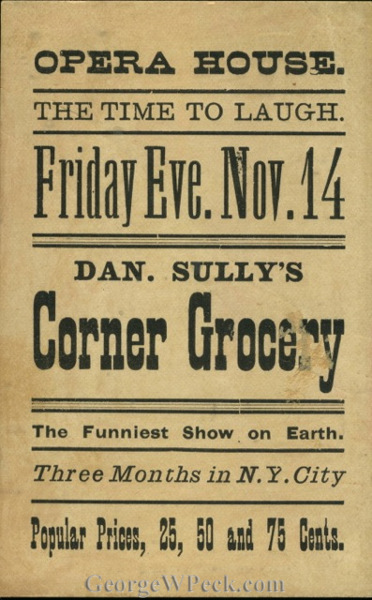 OPERA HOUSE.
THE TIME TO LAUGH.
Friday Eve. Nov. 14
DAN. SULLY'S
Corner Grocery
The Funniest Show on Earth.
Three Months in N.Y. City
Popular Prices, 25, 50 and 75 Cents.
GeorgeWPeck.com